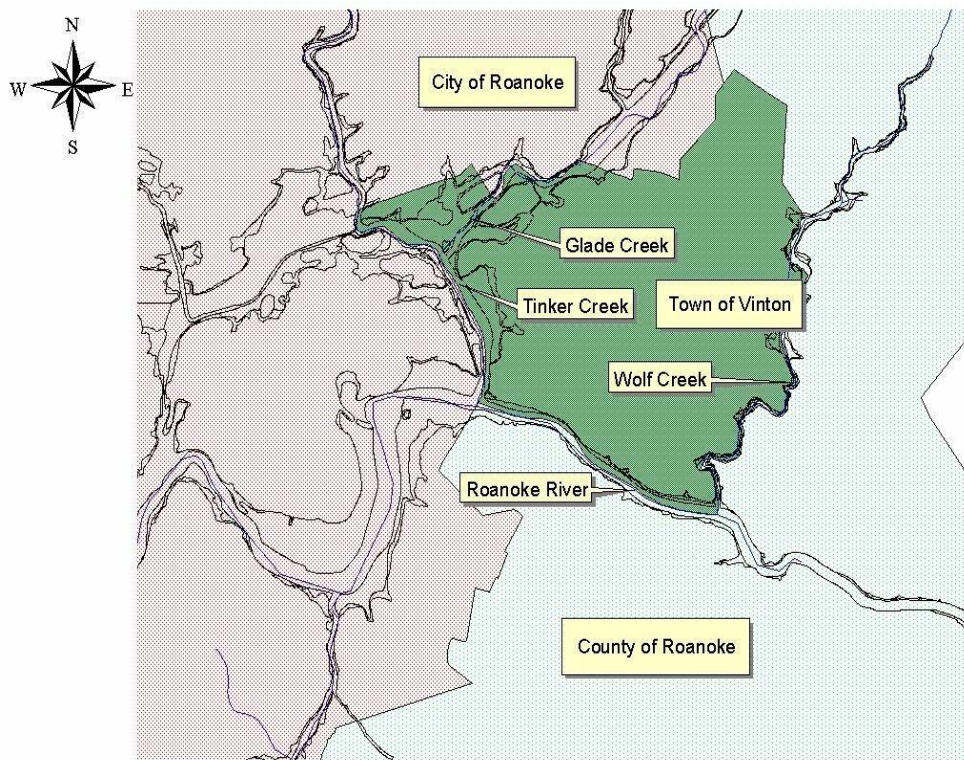 N
W
E
S
City of Roanoke
Glade Creek
Tinker Creek
Town of Vinton
Wolf Creek
Roanoke River
County of Roanoke